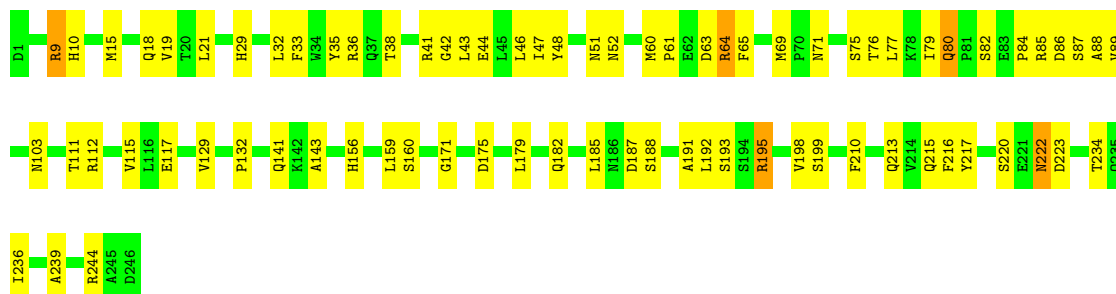 D1 R9 H10 M15 Q18 V19 T20 L21 H29 L32 F33 W34 Y35 R36 Q37 T38 R41 G42 L43 E44 L45 L46 I47 Y48 N51 N52 M60 P61 E62 D63 R64 F65 M69 P70 N71 S75 T76 L77 K78 I79 Q80 P81 S82 E83 P84 R85 D86 S87 A88 V89
N103 T111 R112 V115 L116 E117 V129 P132 Q141 K142 A143 H156 L159 S160 G171 D175 L179 Q182 L185 N186 D187 S188 A191 L192 S193 S194 R195 V198 S199 F210 Q213 V214 Q215 F216 Y217 S220 E221 N222 D223 T234 Q235
I236 A239 R244 A245 D246